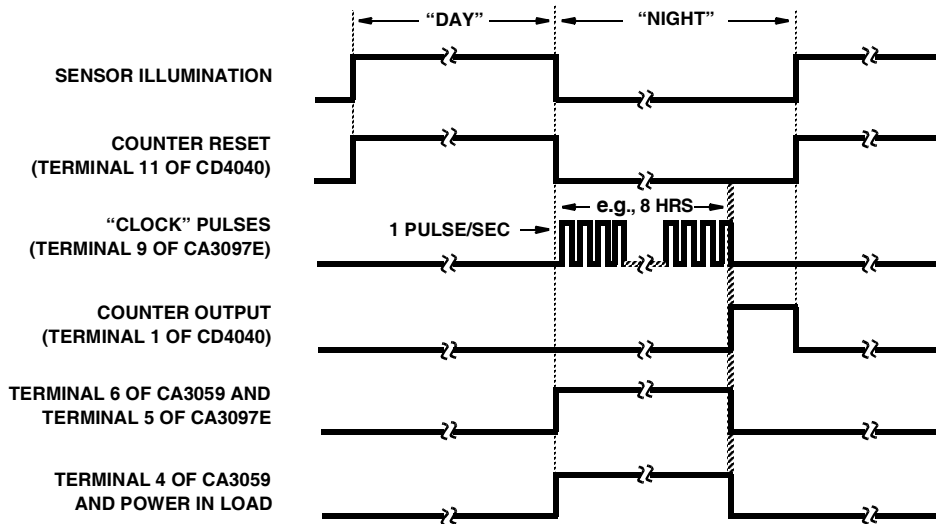 “DAY”
“NIGHT”
SENSOR ILLUMINATION
COUNTER RESET
(TERMINAL 11 OF CD4040)
“CLOCK” PULSES
(TERMINAL 9 OF CA3097E)
1 PULSE/SEC
e.g., 8 HRS
COUNTER OUTPUT
(TERMINAL 1 OF CD4040)
TERMINAL 6 OF CA3059 AND
TERMINAL 5 OF CA3097E
TERMINAL 4 OF CA3059
AND POWER IN LOAD